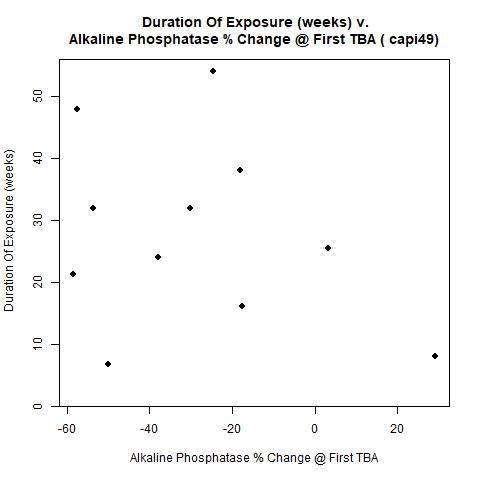 Duration Of Exposure (weeks) v.
Alkaline Phosphatase % Change @ First TBA ( capi49)
Duration Of Exposure (weeks)
50
40
30
20
10
0
-60 -40 -20 0 20
Alkaline Phosphatase % Change @ First TBA